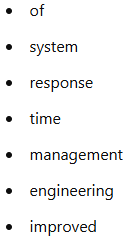 • of
• system
• response
• time
• management
• engineering
• improved